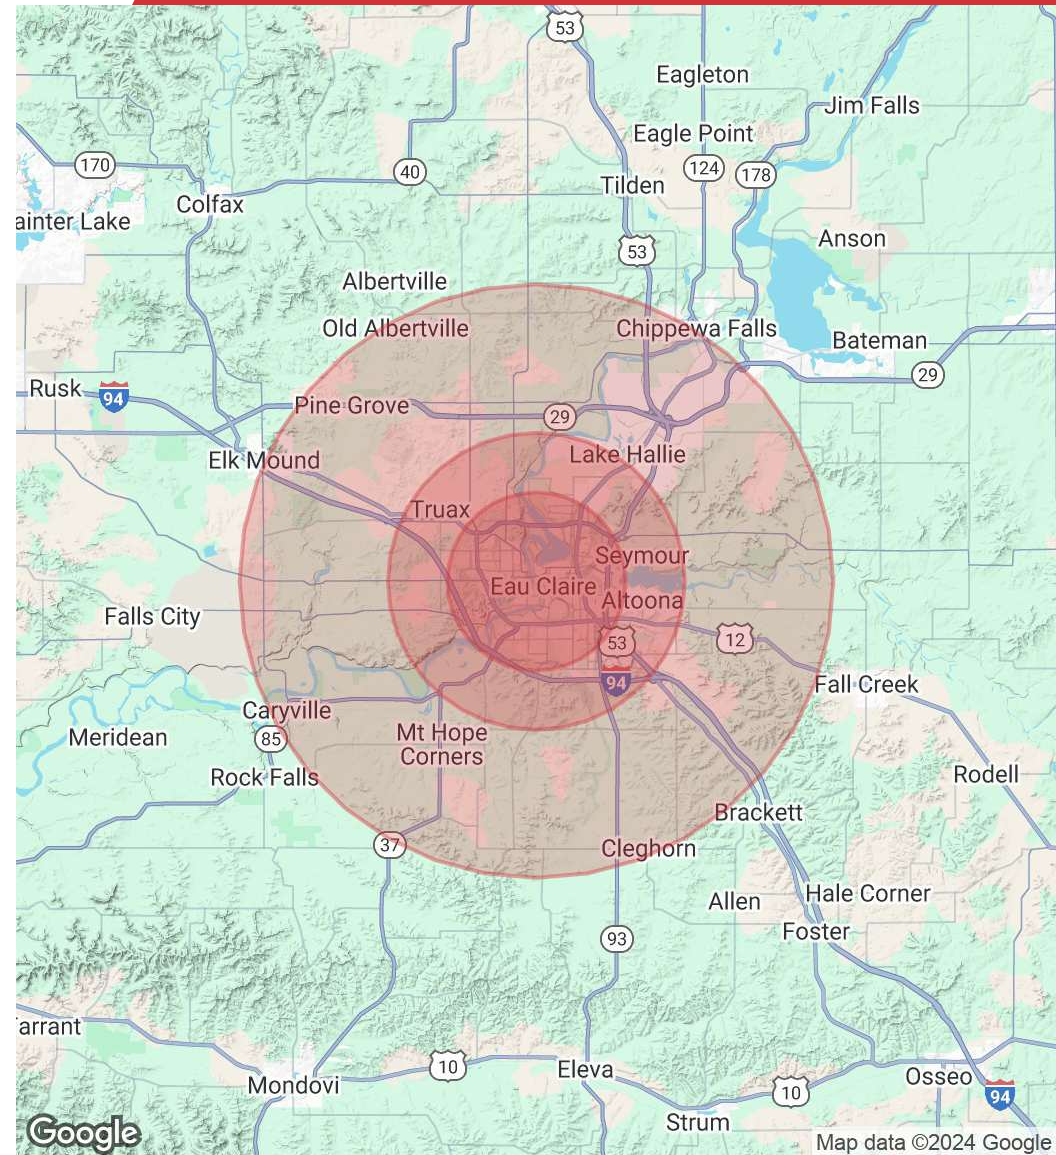 53
Eagleton
Jim Falls
Eagle Point
170
40
124
178
Tilden
Colfax
ainter Lake
53
Anson
Albertville
Old Albertville
Chippewa Falls
Bateman
Rusk
94
29
Pine Grove
29
Lake Hallie
Elk Mound
Truax
Seymour
Eau Claire
Altoona
Falls City
53
12
94
Fall Creek
Caryville
Meridean
85
Mt Hope
Corners
Rock Falls
Rodell
Brackett
37
Cleghorn
Allen
Hale Corner
Foster
93
arrant
10
Eleva
Mondovi
Osseo
10
94
Strum
Google
Map data ©2024 Google